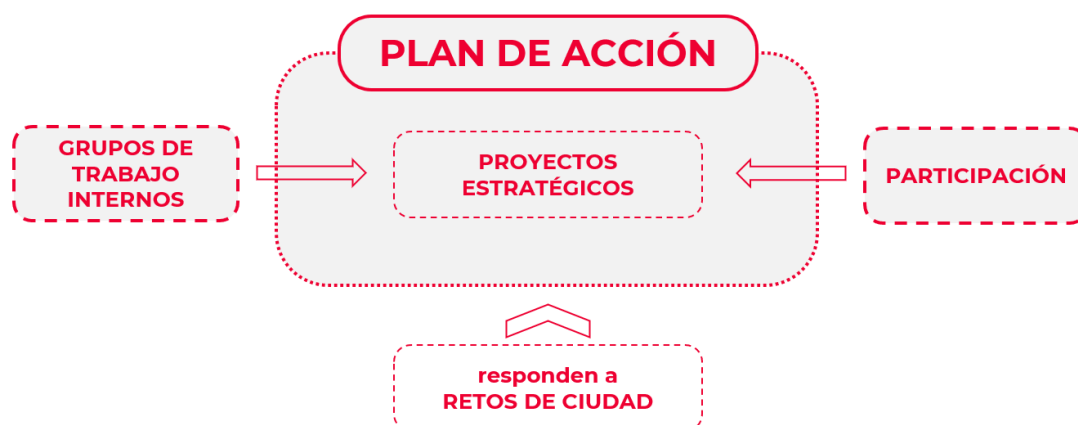 PLAN DE ACCIÓN
GRUPOS DE
TRABAJO
INTERNOS
PROYECTOS
ESTRATÉGICOS
PARTICIPACIÓN
responden a
RETOS DE CIUDAD